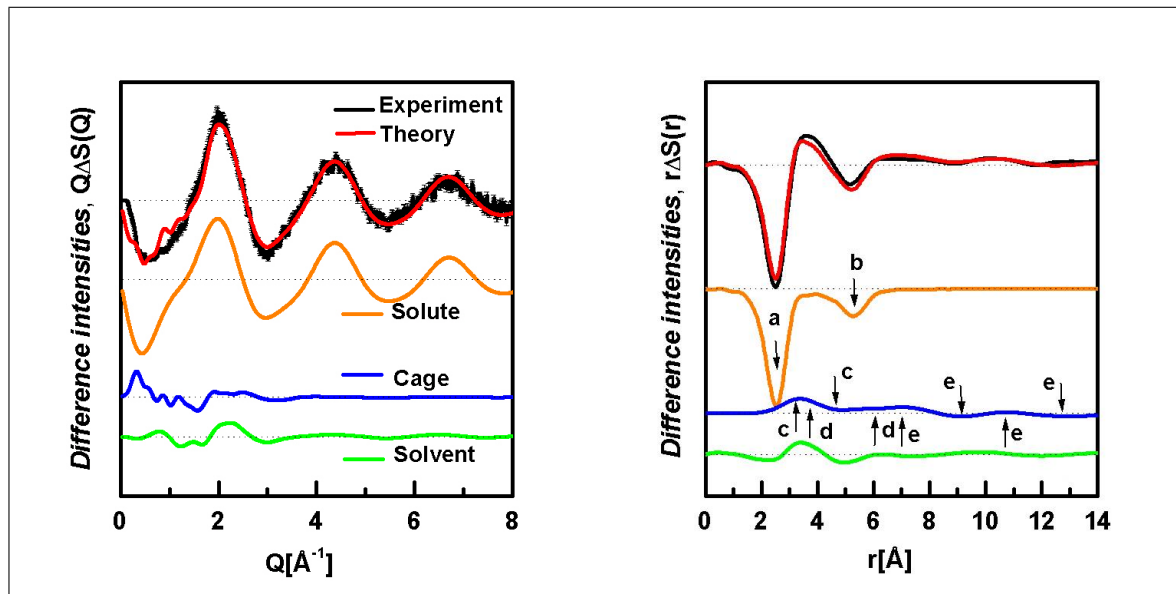 Difference intensities, QΔS(Q)
Experiment
Theory
Solute
Cage
Solvent
0 2 4 6 8
Q[Å⁻¹]
Difference intensities, rΔS(r)
b
a
c
e e
c d d e e
0 2 4 6 8 10 12 14
r[Å]